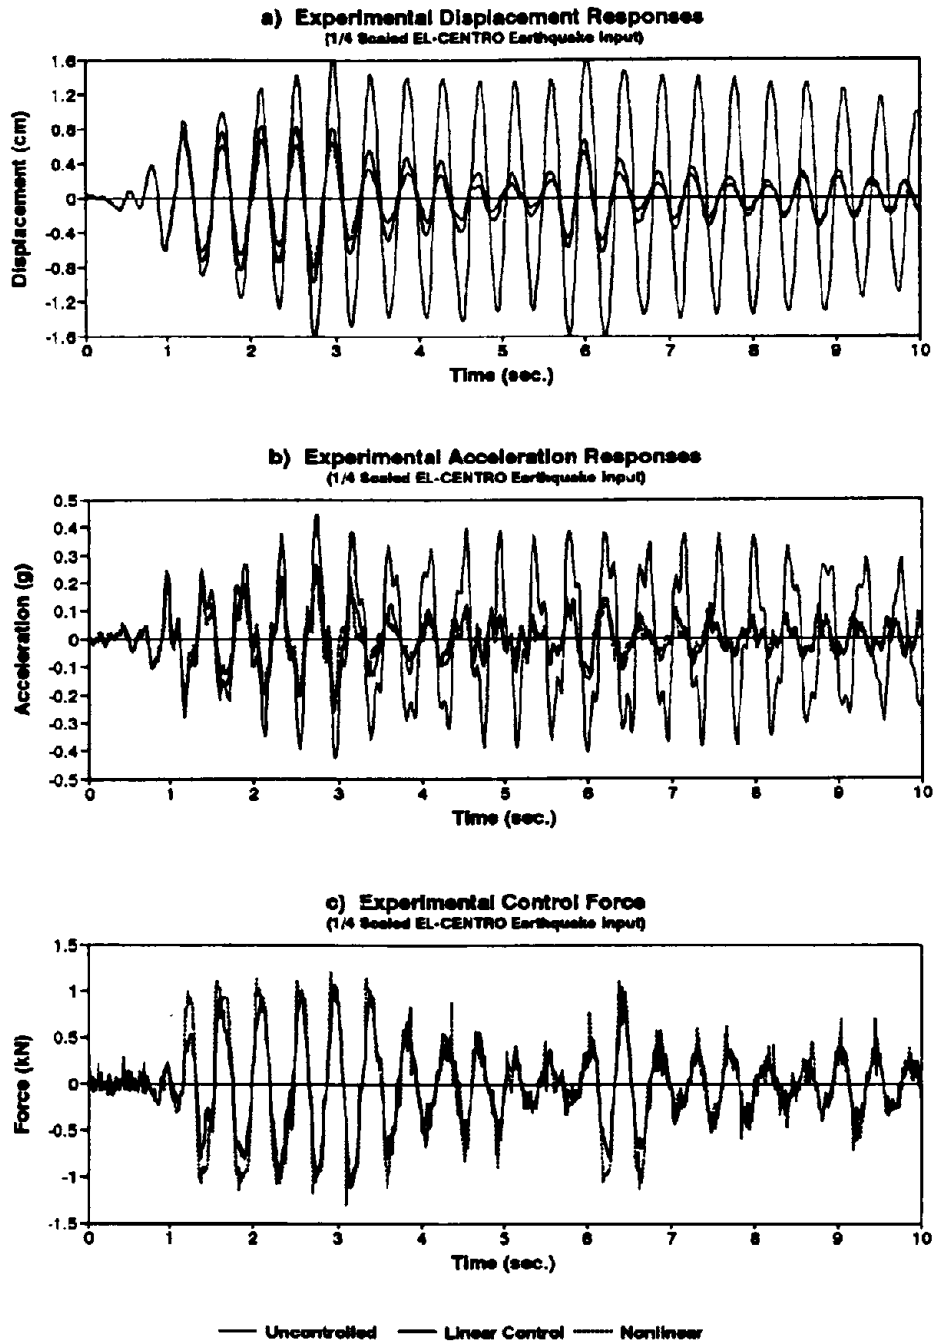 a) Experimental Displacement Responses
(1/4 Scaled EL-CENTRO Earthquake Input)
Displacement (cm)
1.6
1.2
0.8
0.4
0
-0.4
-0.8
-1.2
-1.6
0 1 2 3 4 5 6 7 8 9 10
Time (sec.)
b) Experimental Acceleration Responses
(1/4 Scaled EL-CENTRO Earthquake Input)
Acceleration (g)
0.5
0.4
0.3
0.2
0.1
0
-0.1
-0.2
-0.3
-0.4
-0.5
0 1 2 3 4 5 6 7 8 9 10
Time (sec.)
c) Experimental Control Force
(1/4 Scaled EL-CENTRO Earthquake Input)
Force (kN)
1.5
1
0.5
0
-0.5
-1
-1.5
0 1 2 3 4 5 6 7 8 9 10
Time (sec.)
Uncontrolled Linear Control Nonlinear